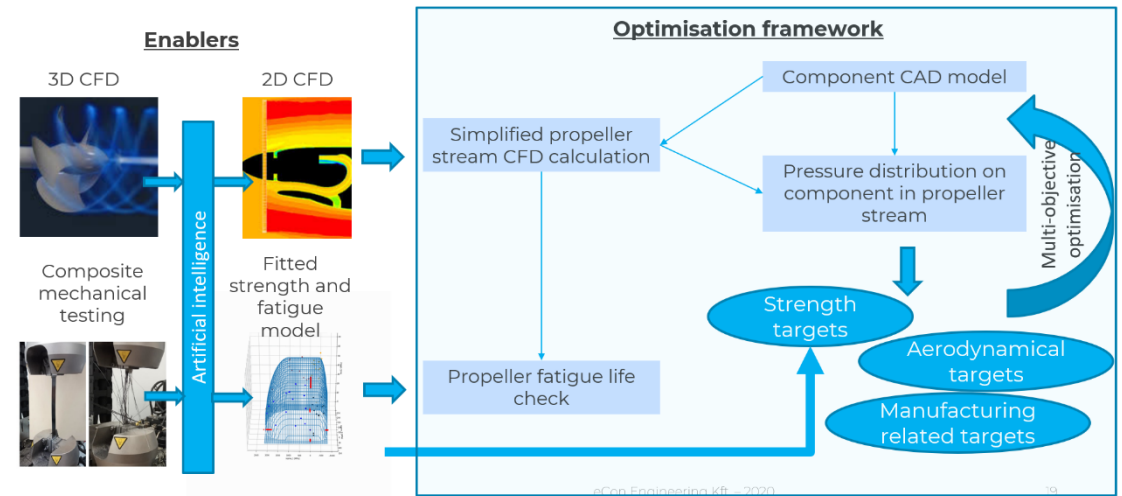 Enablers
3D CFD
2D CFD
Artificial intelligence
Composite
mechanical
testing
Fitted
strength and
fatigue
model
Optimisation framework
Component CAD model
Simplified propeller
stream CFD calculation
Pressure distribution on
component in propeller
stream
Multi-objective
optimisation
Strength
targets
Aerodynamical
targets
Manufacturing
related targets
Propeller fatigue life
check
eCon Engineering Kft. – 2020
19